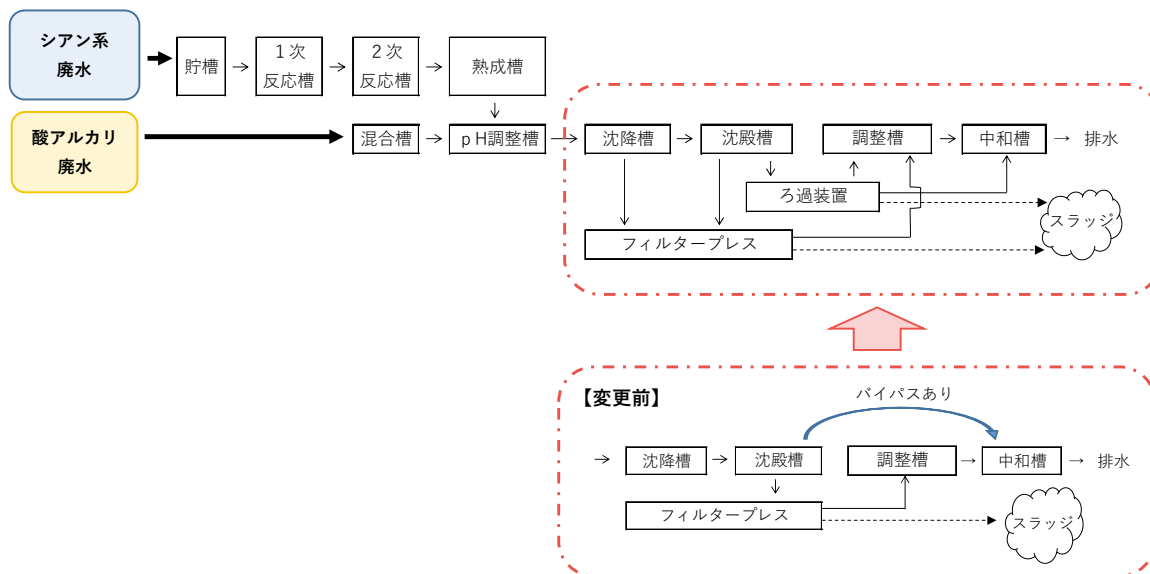 シアン系
廃水
貯槽
1次
反応槽
2次
反応槽
熟成槽
酸アルカリ
廃水
混合槽
pH調整槽
沈降槽
沈殿槽
調整槽
中和槽
排水
ろ過装置
スラッジ
フィルタープレス
【変更前】
バイパスあり
沈降槽
沈殿槽
調整槽
中和槽
排水
フィルタープレス
スラッジ